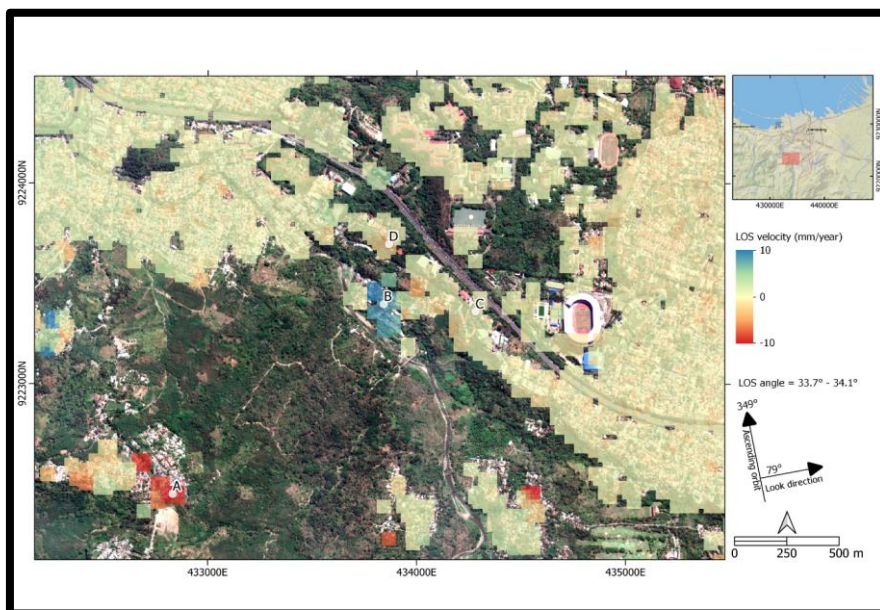 9224000N
9223000N
433000E
434000E
435000E
D
B
C
A
430000E
440000E
LOS velocity (mm/year)
10
0
-10
LOS angle = 33.7° - 34.1°
349°
Ascending orbit
79°
Look direction
0
250
500 m